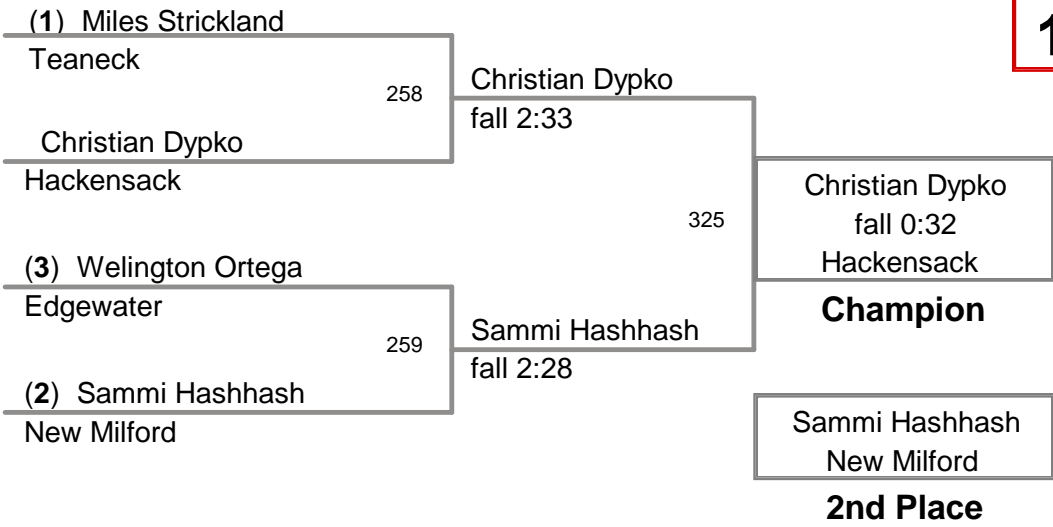 (1) Miles Strickland
Teaneck
258
Christian Dypko
Hackensack
Christian Dypko
fall 2:33
(3) Welington Ortega
Edgewater
259
(2) Sammi Hashhash
New Milford
Sammi Hashhash
fall 2:28
325
Christian Dypko
fall 0:32
Hackensack
Champion
Sammi Hashhash
New Milford
2nd Place